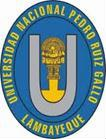 UNIVERSIDAD NACIONAL PEDRO RUIZ GALLO
LAMBAYEQUE